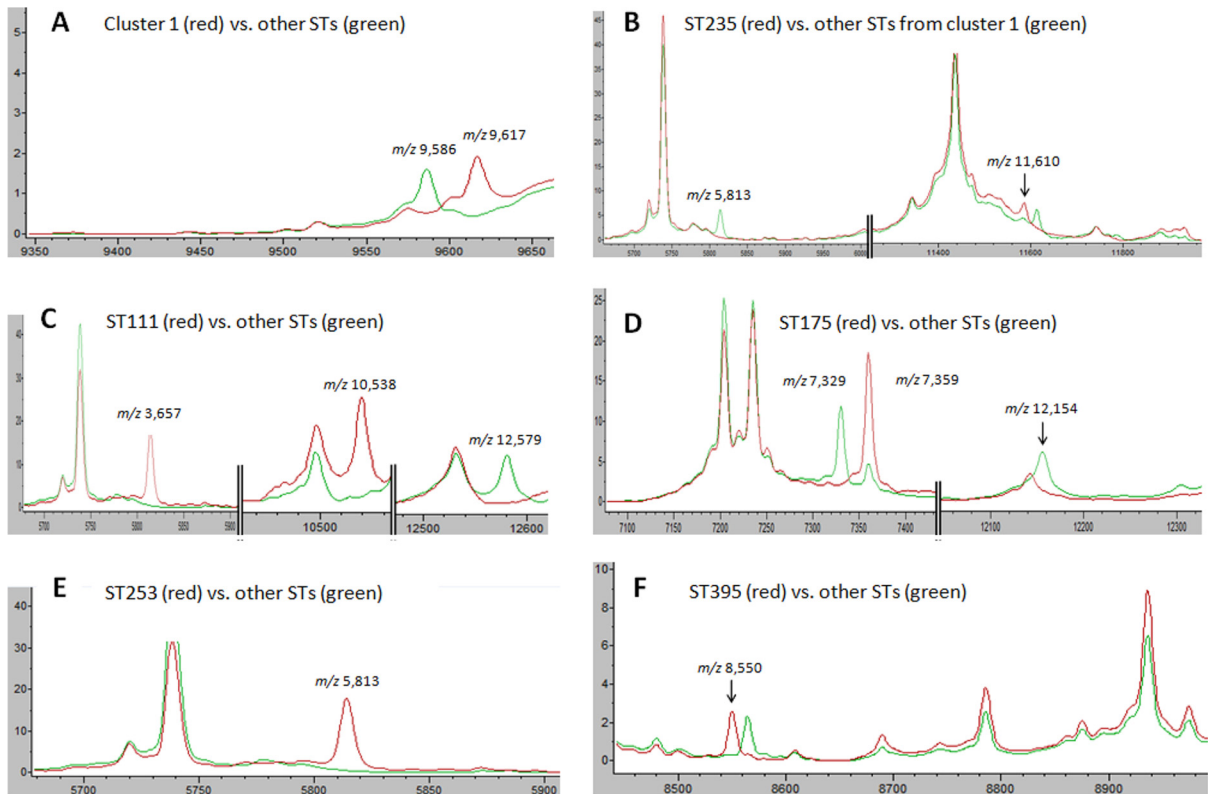 A Cluster 1 (red) vs. other STs (green)
5
4
3
2
1
0
m/z 9,586
m/z 9,617
9350 9400 9450 9500 9550 9600 9650
B ST235 (red) vs. other STs from cluster 1 (green)
m/z 5,813
m/z 11,610
5700 5800 5900 11400 11600 11800
C ST111 (red) vs. other STs (green)
m/z 3,657
m/z 10,538
m/z 12,579
5700 5750 5800 5850 10500 12500 12600
D ST175 (red) vs. other STs (green)
25
20
15
10
5
0
m/z 7,329
m/z 7,359
m/z 12,154
7100 7150 7200 7250 7300 7350 7400 12100 12200 12300
E ST253 (red) vs. other STs (green)
40
30
20
10
0
m/z 5,813
5700 5750 5800 5850 5900
F ST395 (red) vs. other STs (green)
10
8
6
4
2
0
m/z 8,550
8500 8600 8700 8800 8900